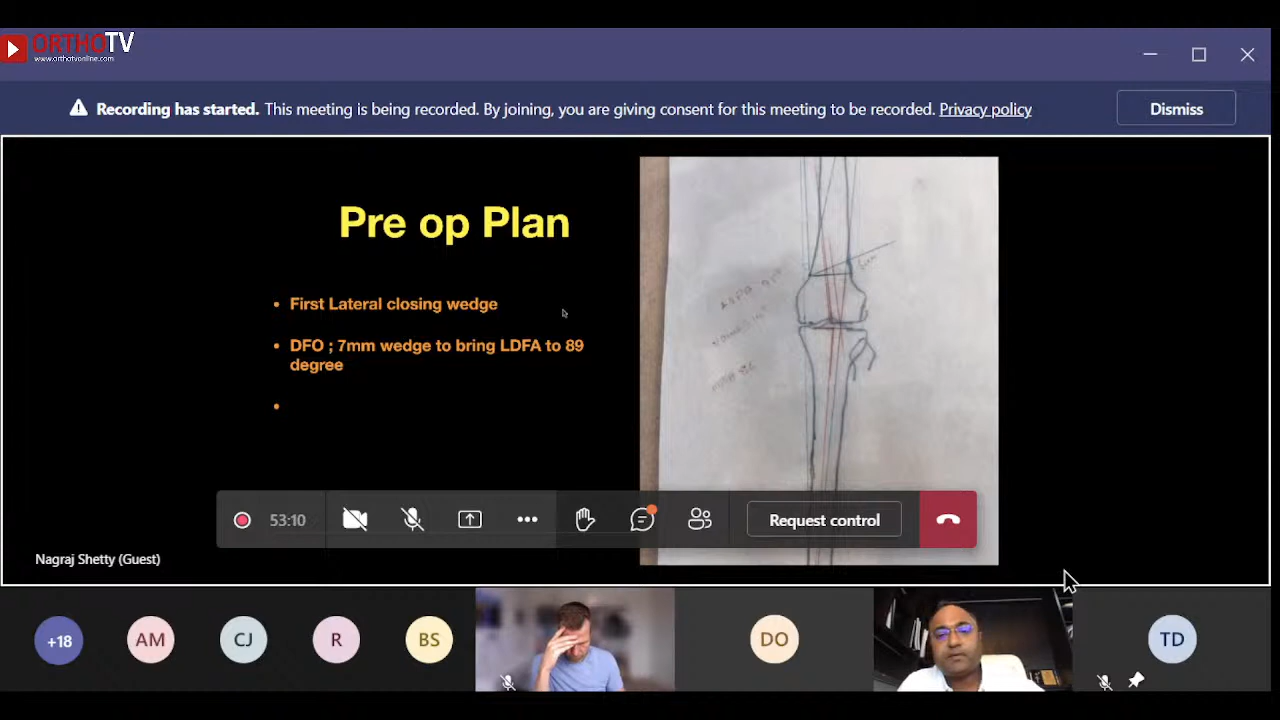 ORTHOTV
www.orthotvonline.com
Recording has started. This meeting is being recorded. By joining, you are giving consent for this meeting to be recorded. Privacy policy
Dismiss
Pre op Plan
• First Lateral closing wedge
• DFO ; 7mm wedge to bring LDFA to 89
degree
•
53:10
Request control
Nagraj Shetty (Guest)
+18
AM
CJ
R
BS
DO
TD